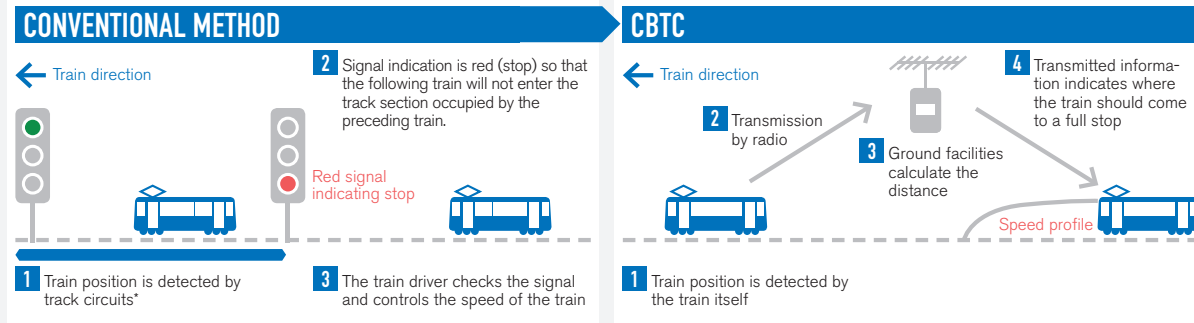 CONVENTIONAL METHOD
Train direction
2 Signal indication is red (stop) so that
the following train will not enter the
track section occupied by the
preceding train.
Red signal
indicating stop
1 Train position is detected by
track circuits*
3 The train driver checks the signal
and controls the speed of the train
CBTC
Train direction
2 Transmission
by radio
3 Ground facilities
calculate the
distance
4 Transmitted informa-
tion indicates where
the train should come
to a full stop
Speed profile
1 Train position is detected by
the train itself